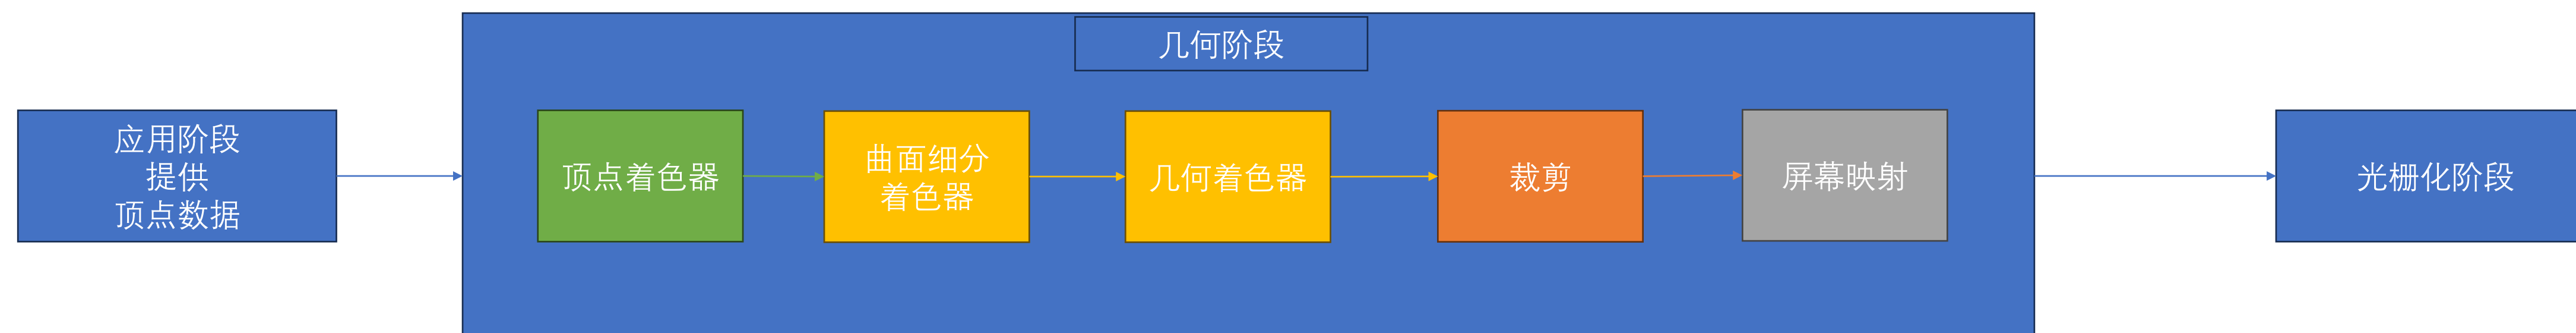 几何阶段
应用阶段
提供
顶点数据
顶点着色器
曲面细分
着色器
几何着色器
裁剪
屏幕映射
光栅化阶段